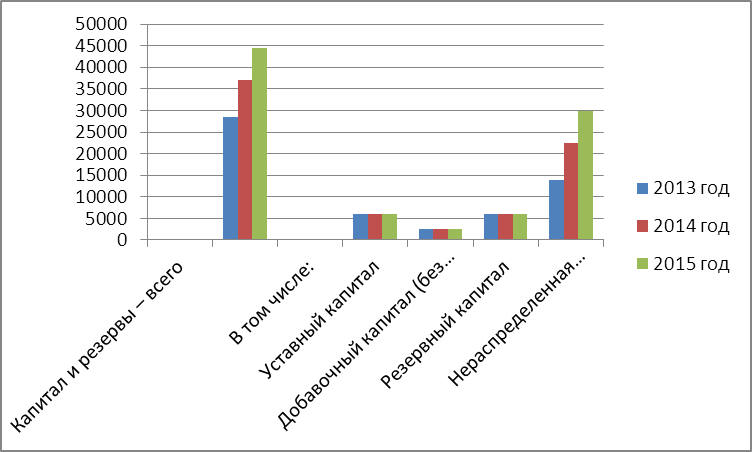 50000
45000
40000
35000
30000
25000
20000
15000
10000
5000
0
Капитал и резервы – всего
В том числе:
Уставный капитал
Добавочный капитал (без...
Резервный капитал
Нераспределенная...
2013 год
2014 год
2015 год